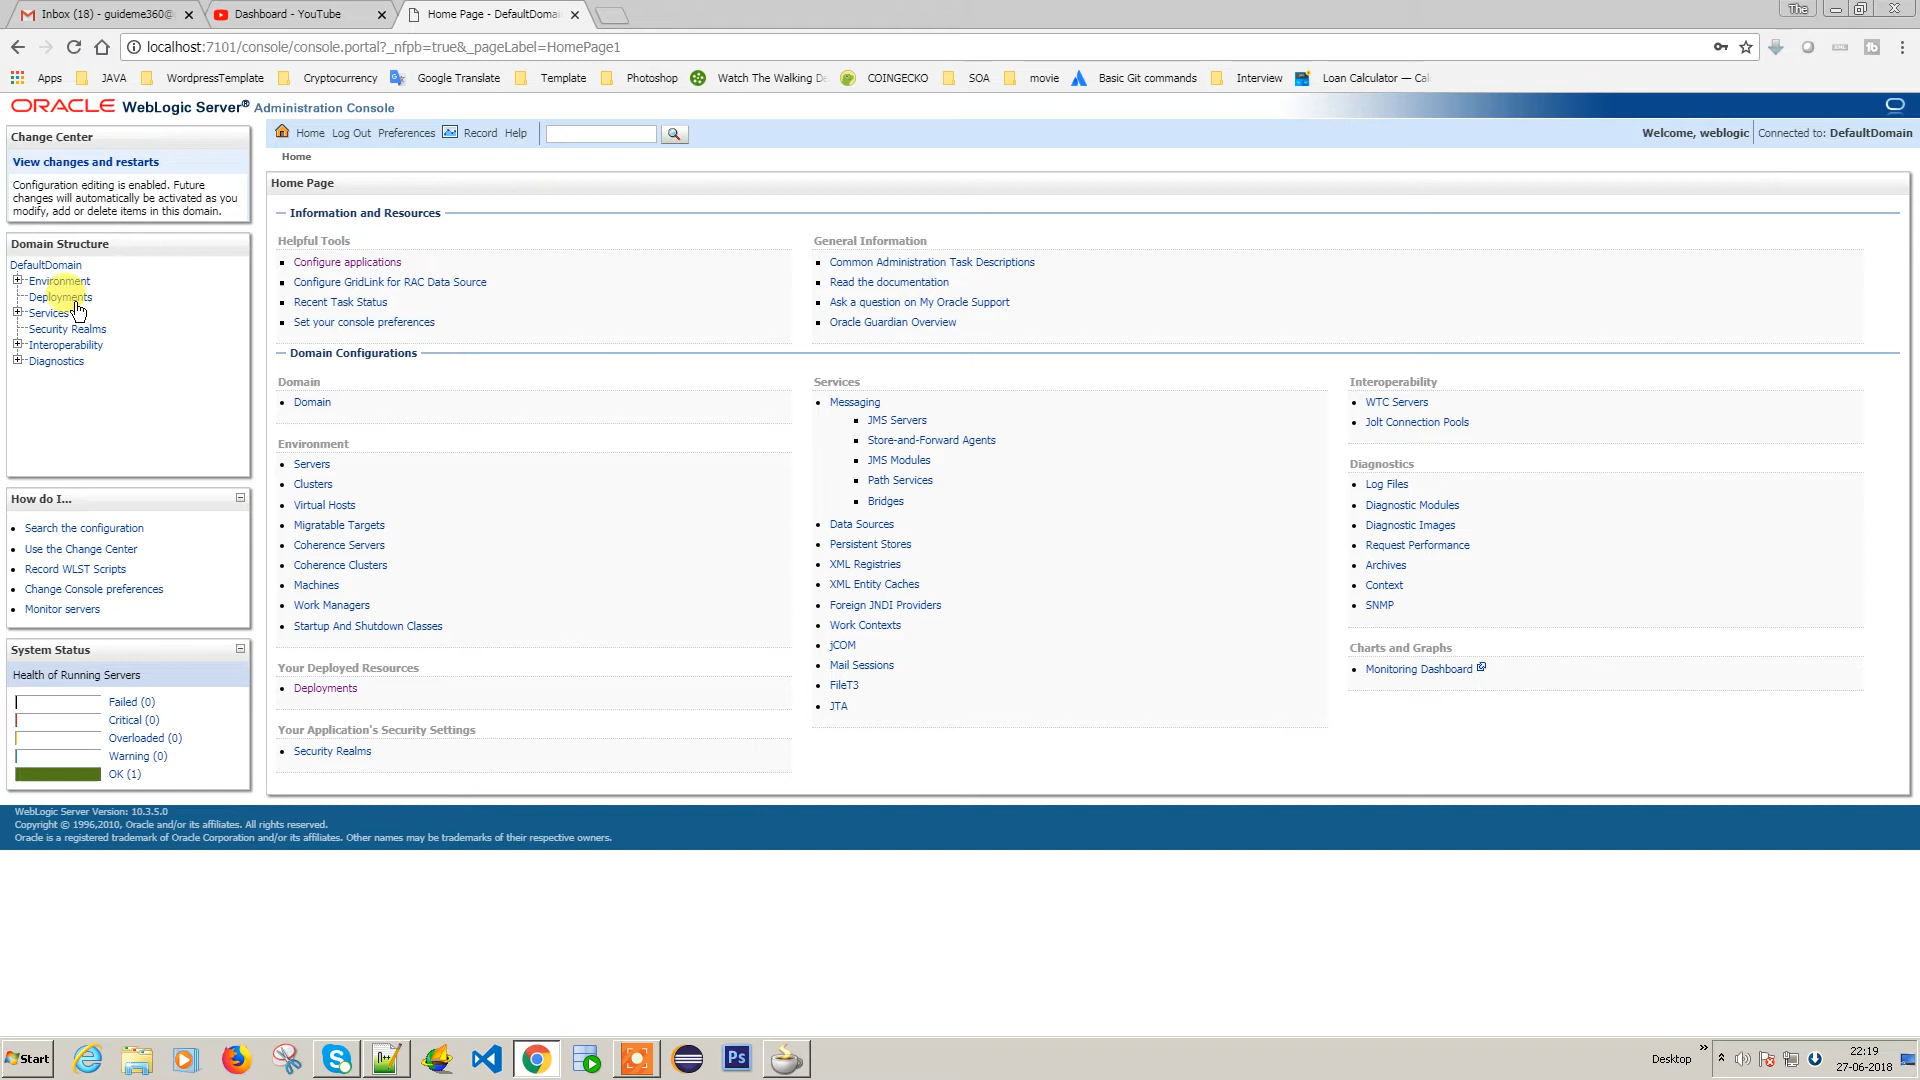 Inbox (18) - guideme360@
Dashboard - YouTube
Home Page - DefaultDomai
The
localhost:7101/console/console.portal?_nfpb=true&_pageLabel=HomePage1
Apps
JAVA
WordpressTemplate
Cryptocurrency
Google Translate
Template
Photoshop
Watch The Walking De
COINGECKO
SOA
movie
Basic Git commands
Interview
Loan Calculator — Cal
ORACLE WebLogic Server® Administration Console
Change Center
View changes and restarts
Configuration editing is enabled. Future
changes will automatically be activated as you
modify, add or delete items in this domain.
Domain Structure
DefaultDomain
Environment
Deployments
Services
Security Realms
Interoperability
Diagnostics
How do I...
Search the configuration
Use the Change Center
Record WLST Scripts
Change Console preferences
Monitor servers
System Status
Health of Running Servers
Failed (0)
Critical (0)
Overloaded (0)
Warning (0)
OK (1)
Home Log Out Preferences Record Help
Welcome, weblogic Connected to: DefaultDomain
Home
Home Page
Information and Resources
Helpful Tools
Configure applications
Configure GridLink for RAC Data Source
Recent Task Status
Set your console preferences
General Information
Common Administration Task Descriptions
Read the documentation
Ask a question on My Oracle Support
Oracle Guardian Overview
Domain Configurations
Domain
Domain
Environment
Servers
Clusters
Virtual Hosts
Migratable Targets
Coherence Servers
Coherence Clusters
Machines
Work Managers
Startup And Shutdown Classes
Your Deployed Resources
Deployments
Your Application's Security Settings
Security Realms
Services
Messaging
JMS Servers
Store-and-Forward Agents
JMS Modules
Path Services
Bridges
Data Sources
Persistent Stores
XML Registries
XML Entity Caches
Foreign JNDI Providers
Work Contexts
jCOM
Mail Sessions
FileT3
JTA
Interoperability
WTC Servers
Jolt Connection Pools
Diagnostics
Log Files
Diagnostic Modules
Diagnostic Images
Request Performance
Archives
Context
SNMP
Charts and Graphs
Monitoring Dashboard
WebLogic Server Version: 10.3.5.0
Copyright © 1996,2010, Oracle and/or its affiliates. All rights reserved.
Oracle is a registered trademark of Oracle Corporation and/or its affiliates. Other names may be trademarks of their respective owners.
Start
Ps
Desktop
22:19
27-06-2018